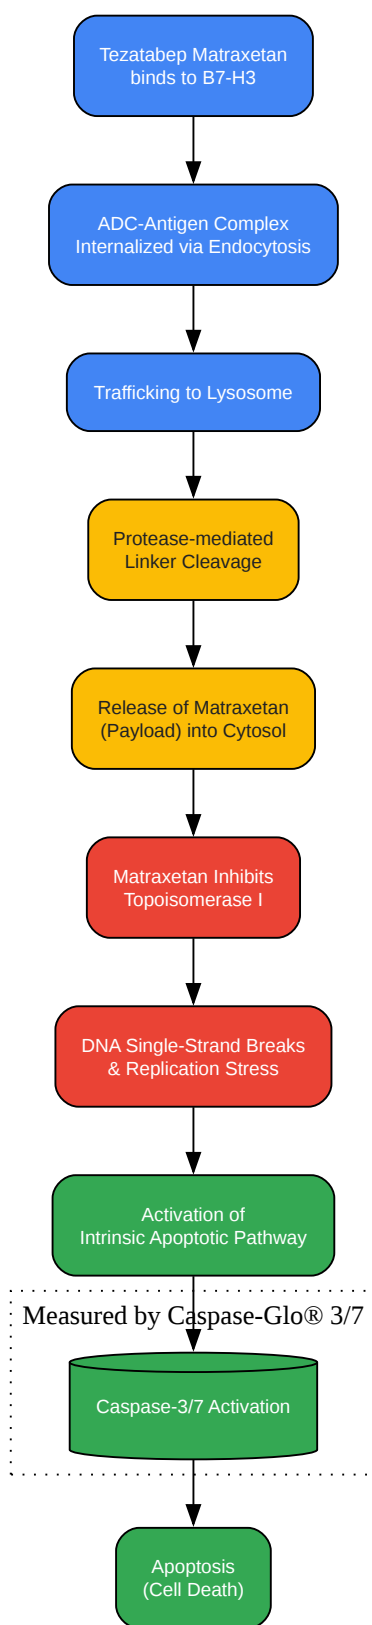 Tezatabep Matraxetan
binds to B7-H3
ADC-Antigen Complex
Internalized via Endocytosis
Trafficking to Lysosome
Protease-mediated
Linker Cleavage
Release of Matraxetan
(Payload) into Cytosol
Matraxetan Inhibits
Topoisomerase I
DNA Single-Strand Breaks
& Replication Stress
Activation of
Intrinsic Apoptotic Pathway
Measured by Caspase-Glo® 3/7
Caspase-3/7 Activation
Apoptosis
(Cell Death)